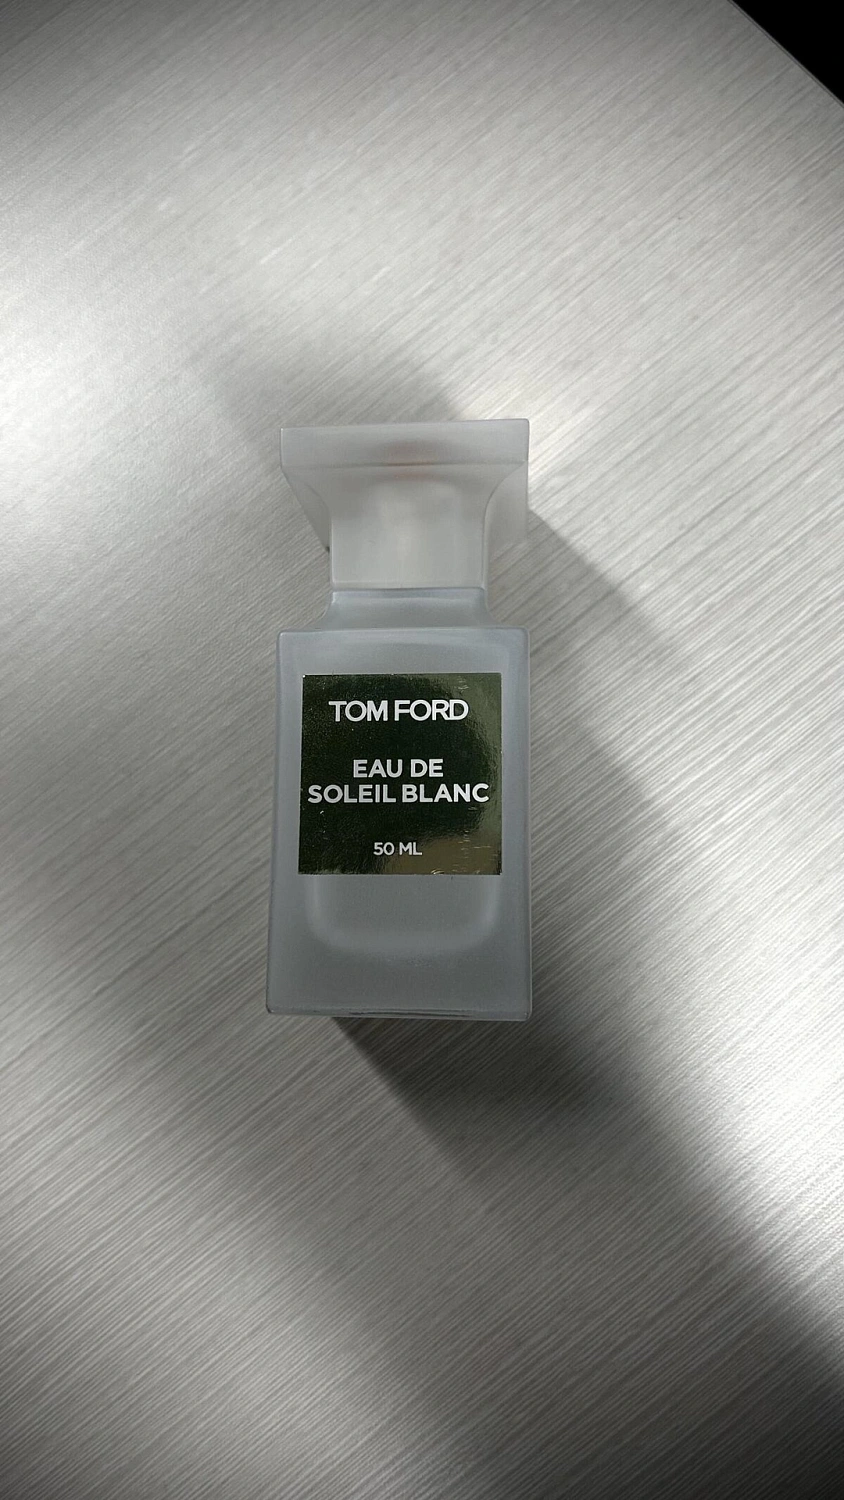 TOM FORD
EAU DE
SOLEIL BLANC
50 ML